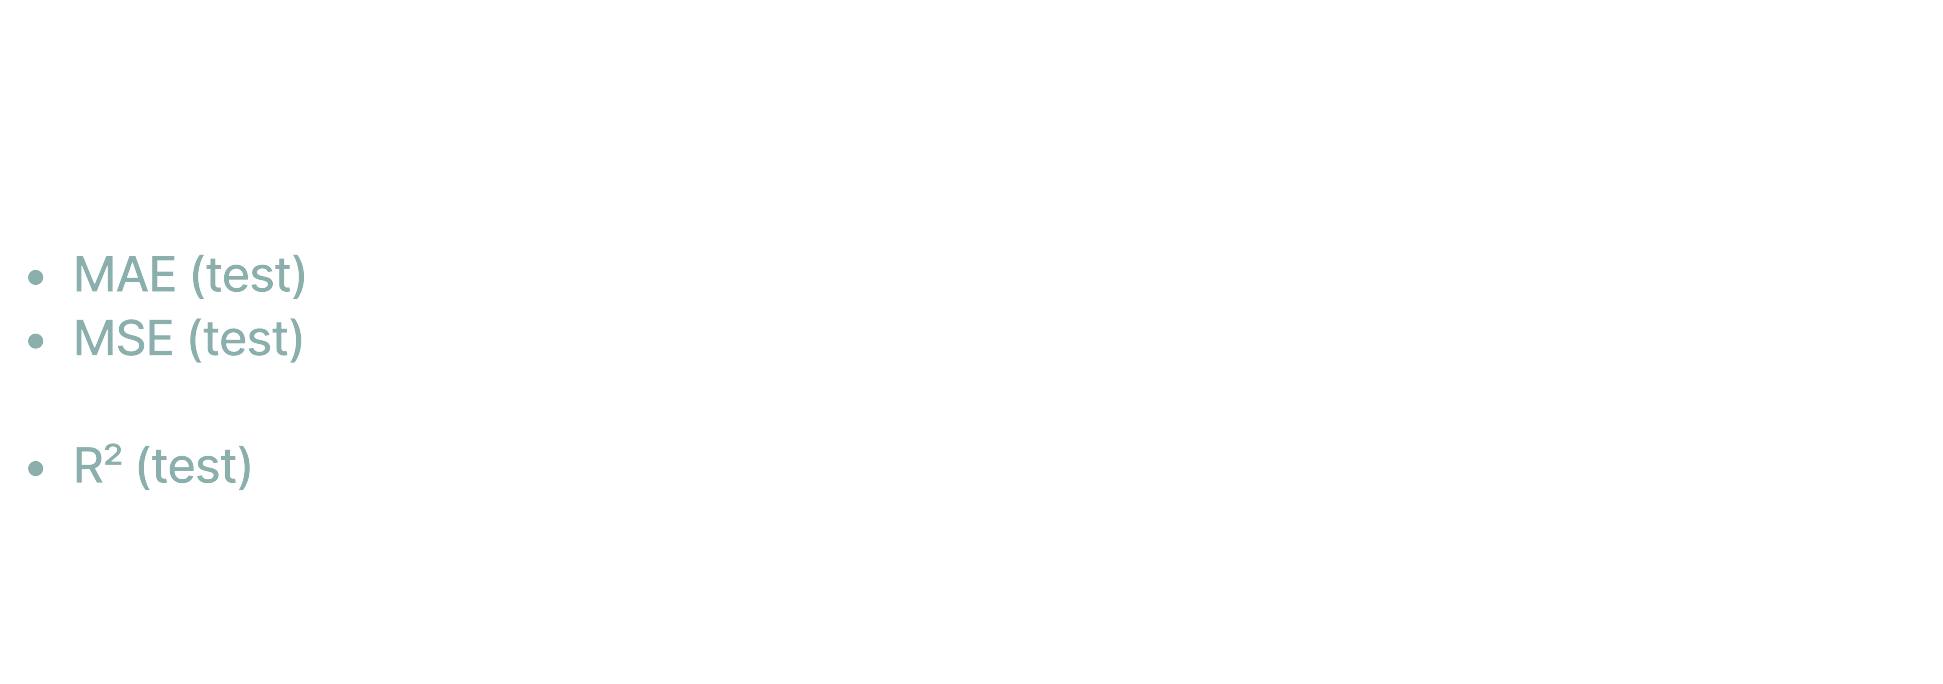 • MAE (test)
• MSE (test)
• R² (test)